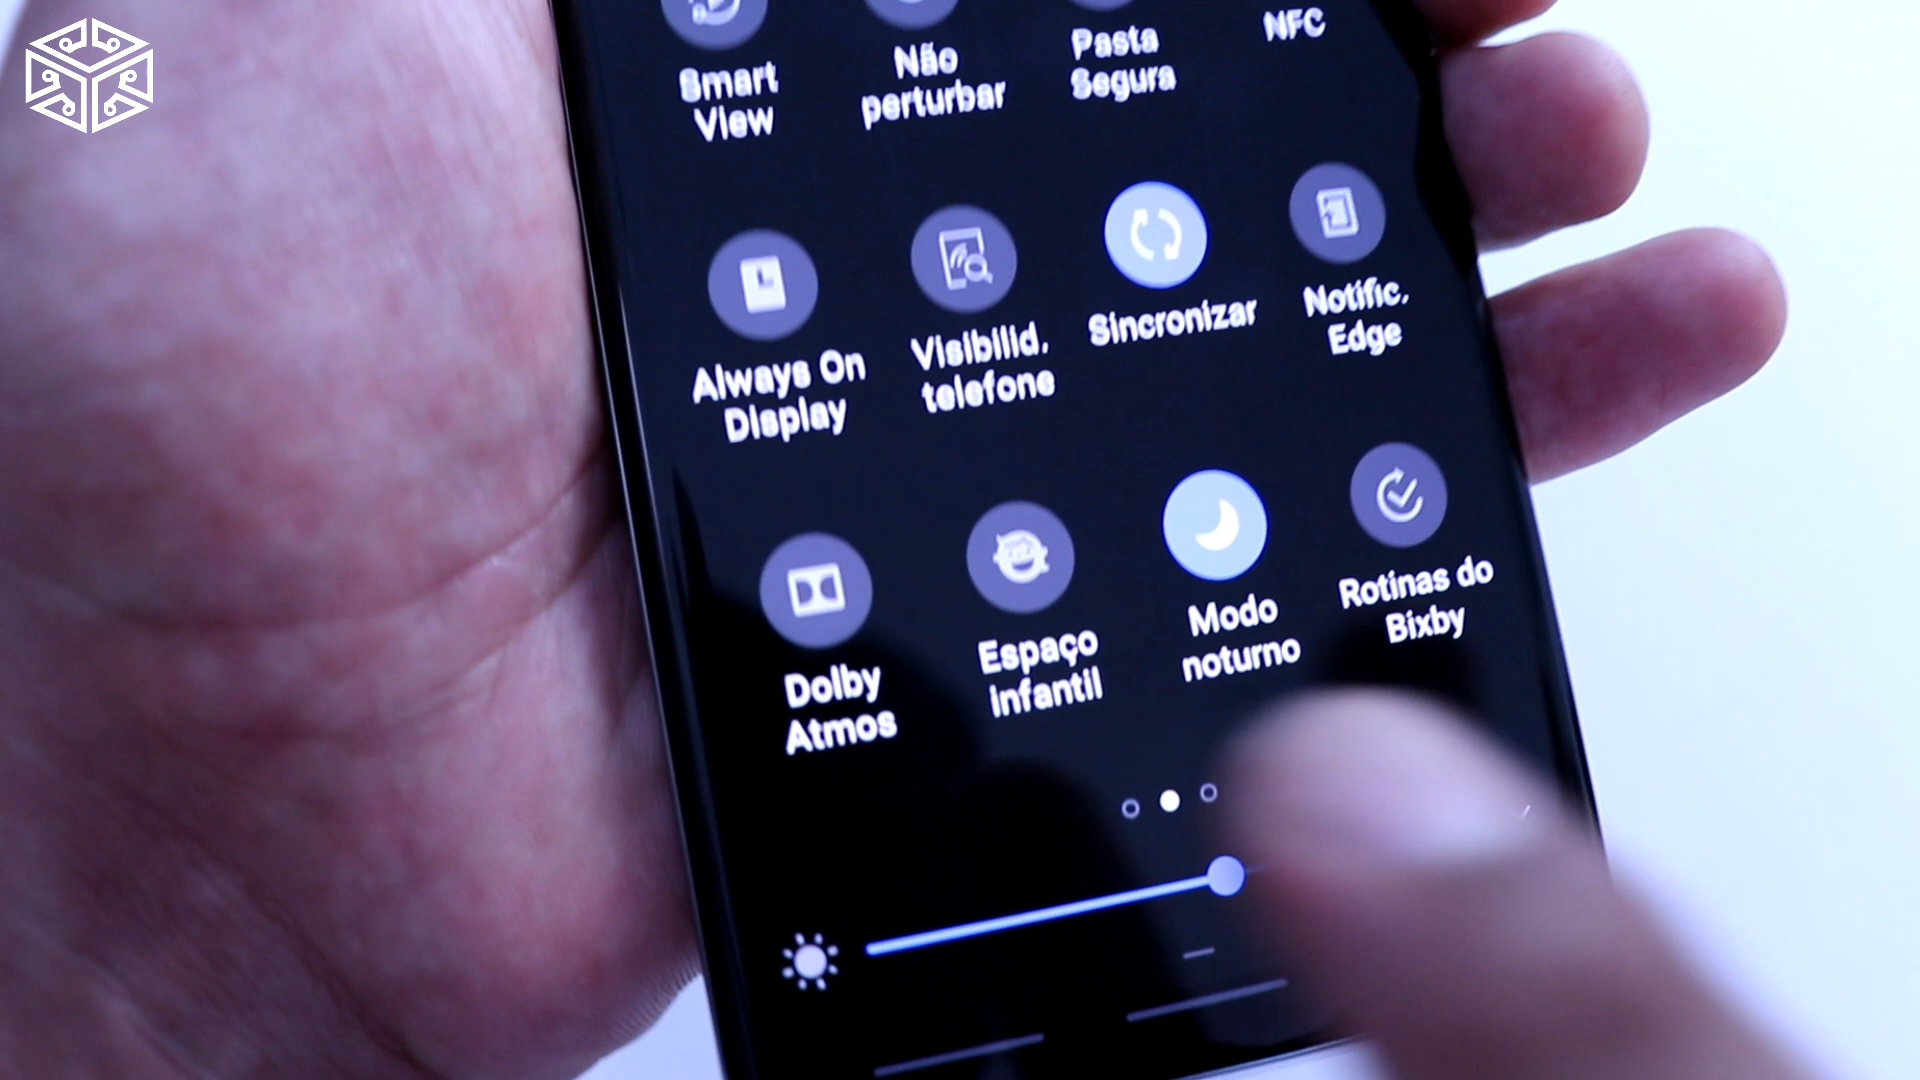 Smart
View
Não
perturbar
Pasta
Segura
NFC
Always On
Display
Visibilid.
telefone
Sincronizar
Notific.
Edge
Dolby
Atmos
Espaço
Infantil
Modo
noturno
Rotinas do
Bixby